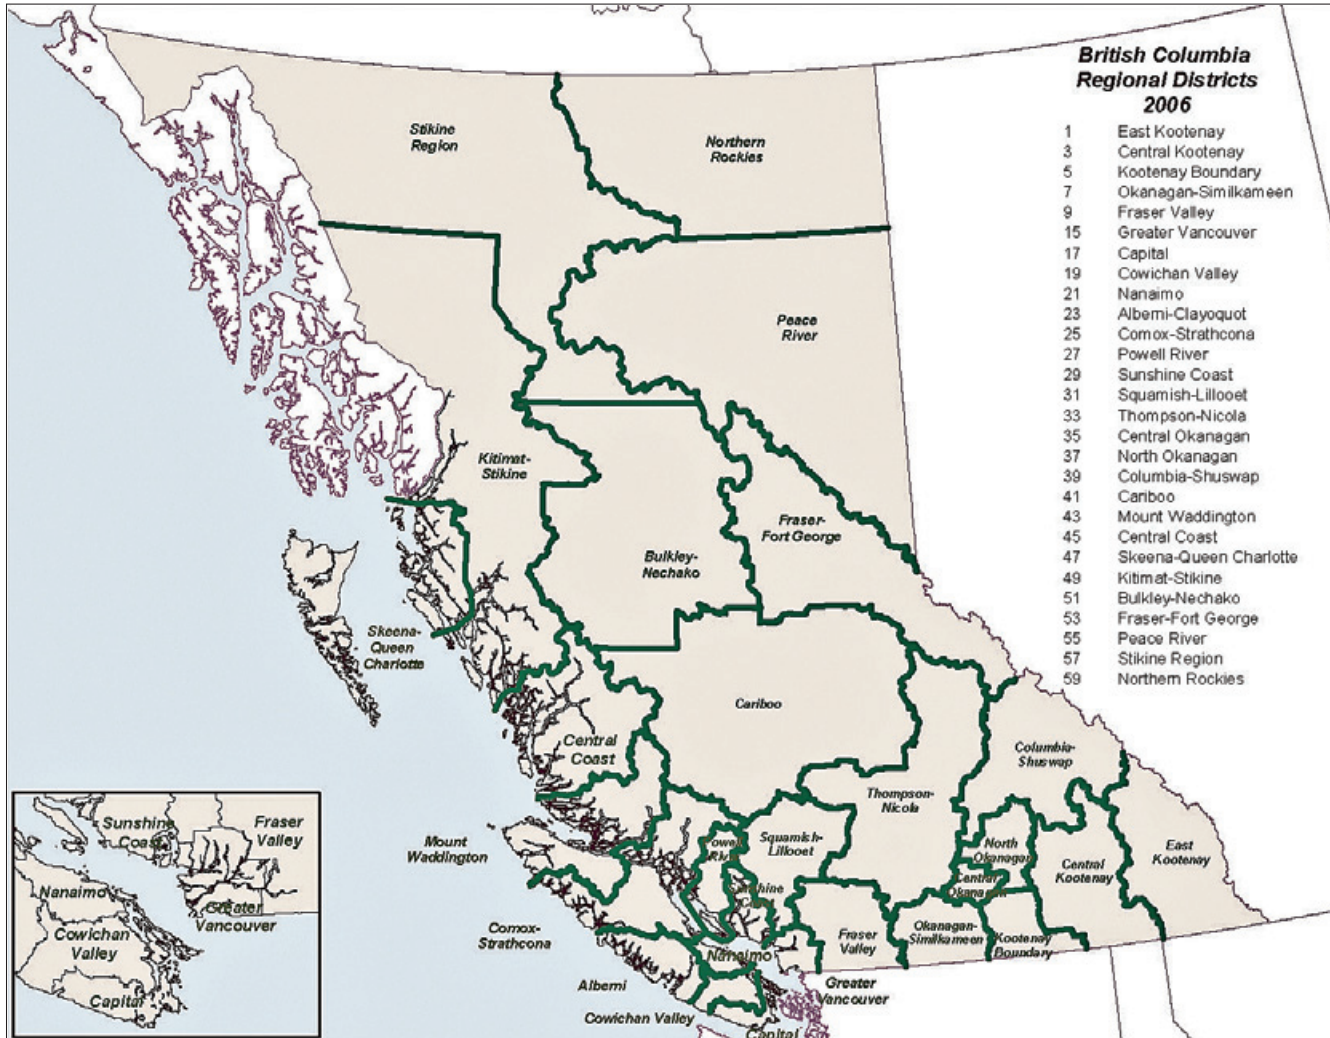 British Columbia
Regional Districts
2006
1 East Kootenay
3 Central Kootenay
5 Kootenay Boundary
7 Okanagan-Similkameen
9 Fraser Valley
15 Greater Vancouver
17 Capital
19 Cowichan Valley
21 Nanaimo
23 Alberni-Clayoquot
25 Comox-Strathcona
27 Powell River
29 Sunshine Coast
31 Squamish-Lillooet
33 Thompson-Nicola
35 Central Okanagan
37 North Okanagan
39 Columbia-Shuswap
41 Cariboo
43 Mount Waddington
45 Central Coast
47 Skeena-Queen Charlotte
49 Kitimat-Stikine
51 Bulkley-Nechako
53 Fraser-Fort George
55 Peace River
57 Stikine Region
59 Northern Rockies
Stikine
Region
Northern
Rockies
Peace
River
Kitimat-
Stikine
Fraser-
Fort George
Bulkley-
Nechako
Skeena-
Queen
Charlotte
Cariboo
Central
Coast
Columbia-
Shuswap
Thompson-
Nicola
Mount
Waddington
Powell
River
Squamish-
Lillooet
North
Okanagan
Central
Okanagan
Central
Kootenay
East
Kootenay
Sunshine
Coast
Comox-
Strathcona
Fraser
Valley
Okanagan-
Similkameen
Kootenay
Boundary
Nanaimo
Alberni
Greater
Vancouver
Cowichan Valley
Capital
Sunshine
Coast
Fraser
Valley
Nanaimo
Greater
Vancouver
Cowichan
Valley
Capital